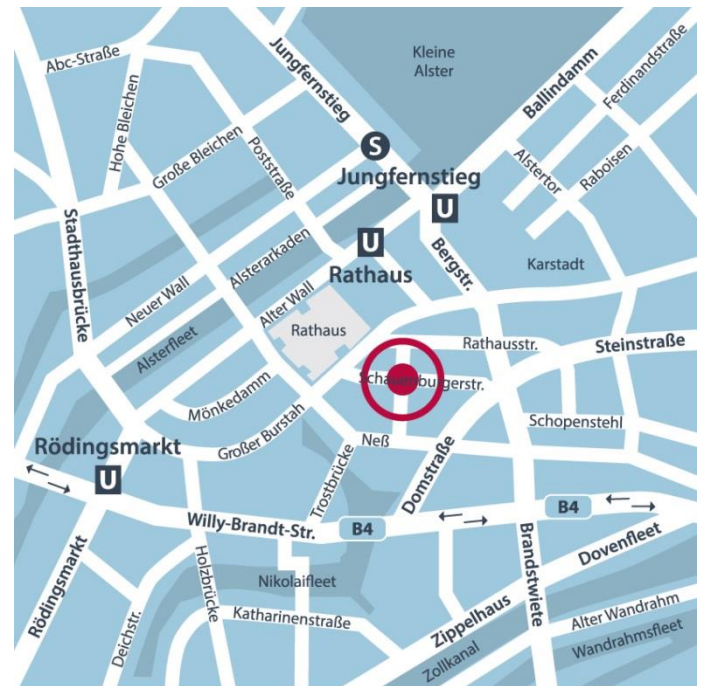 Abc-Straße
Jungfernstieg
Kleine
Alster
Ballindamm
Ferdinandstraße
Hohe Bleichen
Große Bleichen
Poststraße
S
Jungfernstieg
U
Alstertor
Raboisen
Stadthausbrücke
Neuer Wall
Alsterarkaden
U
Rathaus
Bergstr.
Karstadt
Alsterfleet
Alter Wall
Rathaus
Rathausstr.
Steinstraße
Mönkedamm
Schauenburgerstr.
Großer Burstah
Neß
Schopenstehl
Rödingsmarkt
U
Trostbrücke
Domstraße
Willy-Brandt-Str.
B4
B4
Brandstwiete
Dovenfleet
Rödingsmarkt
Deichstr.
Holzbrücke
Nikolaifleet
Katharinenstraße
Zippelhaus
Zollkanal
Alter Wandrahm
Wandrahmsfleet